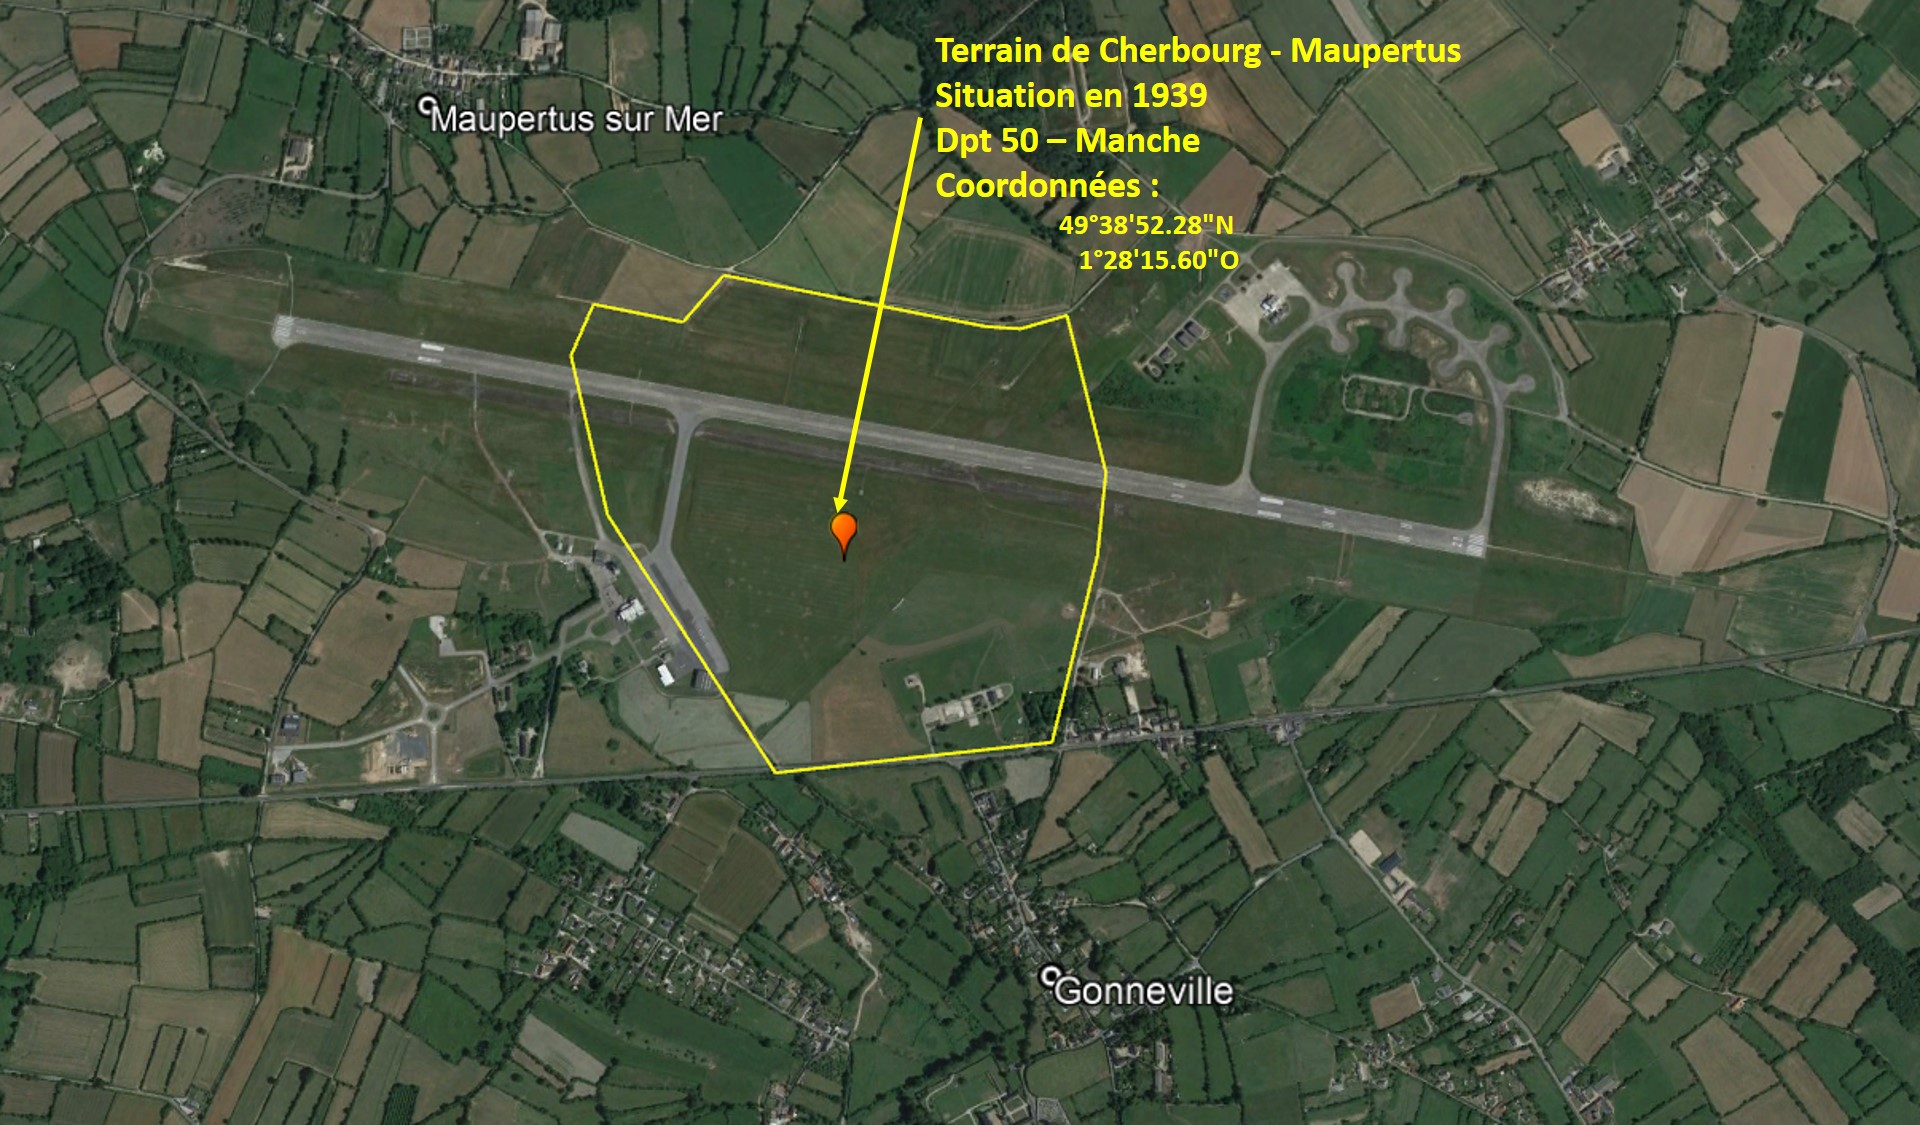 Terrain de Cherbourg - Maupertus
Situation en 1939
Dpt 50 – Manche
Coordonnées :
49°38'52.28"N
1°28'15.60"O
Maupertus sur Mer
Gonneville